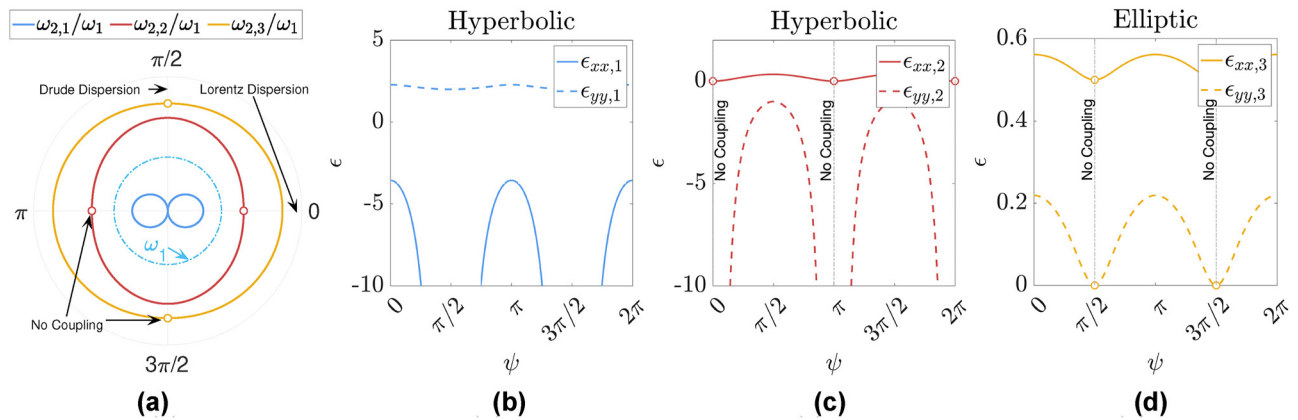 ω2,1/ω1 ω2,2/ω1 ω2,3/ω1
π/2
Drude Dispersion
Lorentz Dispersion
π
0
ω1
No Coupling
3π/2
(a)
Hyperbolic
5
0
-5
-10
ϵ
ϵxx,1
ϵyy,1
0
π/2
π
3π/2
2π
ψ
(b)
Hyperbolic
0
-5
-10
ϵ
ϵxx,2
ϵyy,2
No Coupling
No Coupling
0
π/2
π
3π/2
2π
ψ
(c)
Elliptic
0.6
0.4
0.2
0
ϵ
ϵxx,3
ϵyy,3
No Coupling
No Coupling
0
π/2
π
3π/2
2π
ψ
(d)